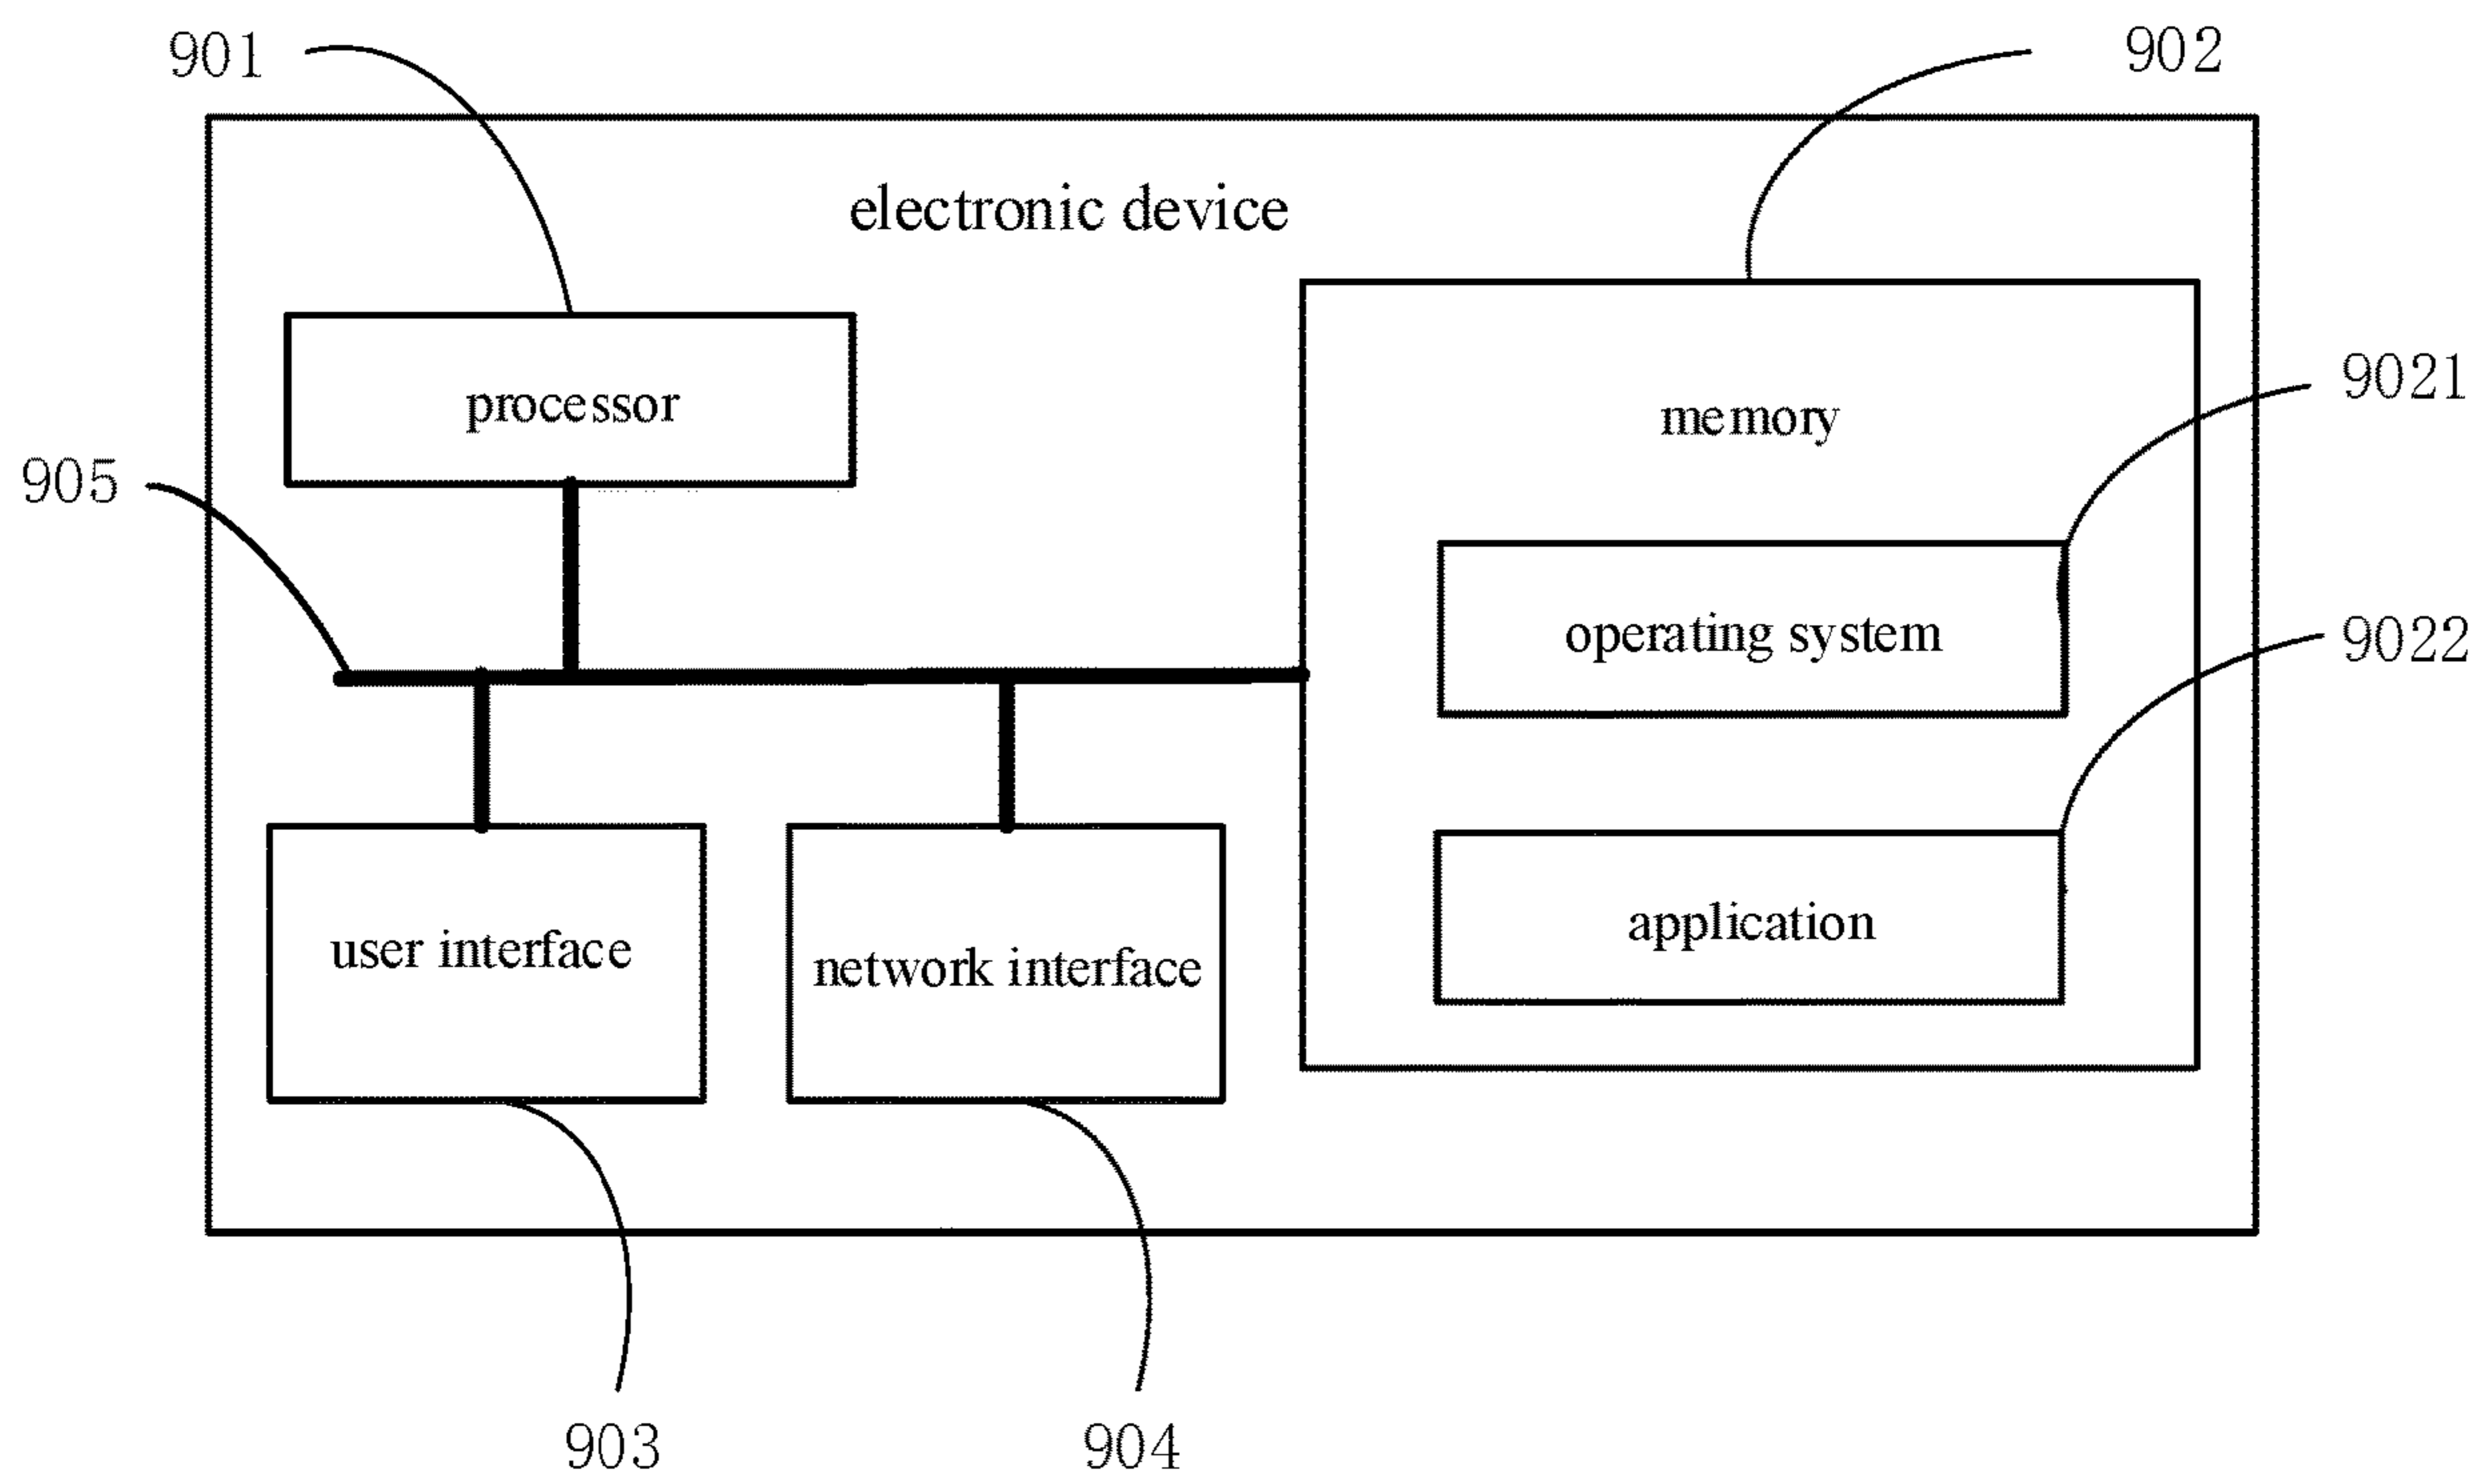 901
902
electronic device
processor
memory
9021
905
operating system
9022
application
user interface
network interface
903
904